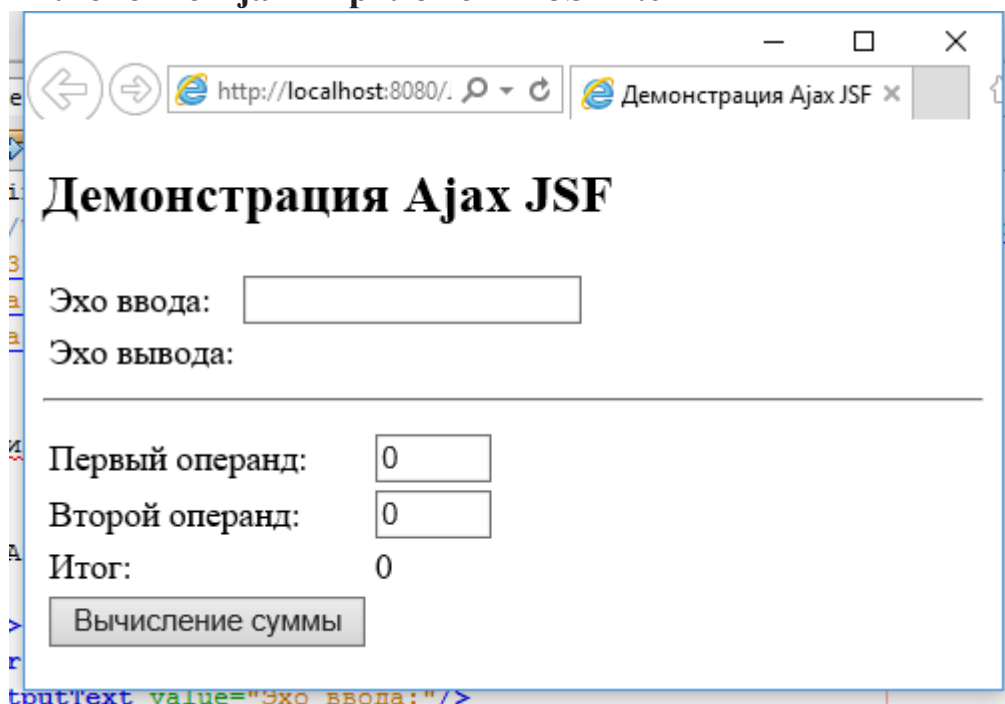 http://localhost:8080/.
Демонстрация Ajax JSF
Демонстрация Ajax JSF
Эхо ввода:
Эхо вывода:
Первый операнд: 0
Второй операнд: 0
Итог: 0
Вычисление суммы
tputText value="Эхо ввода:"/>